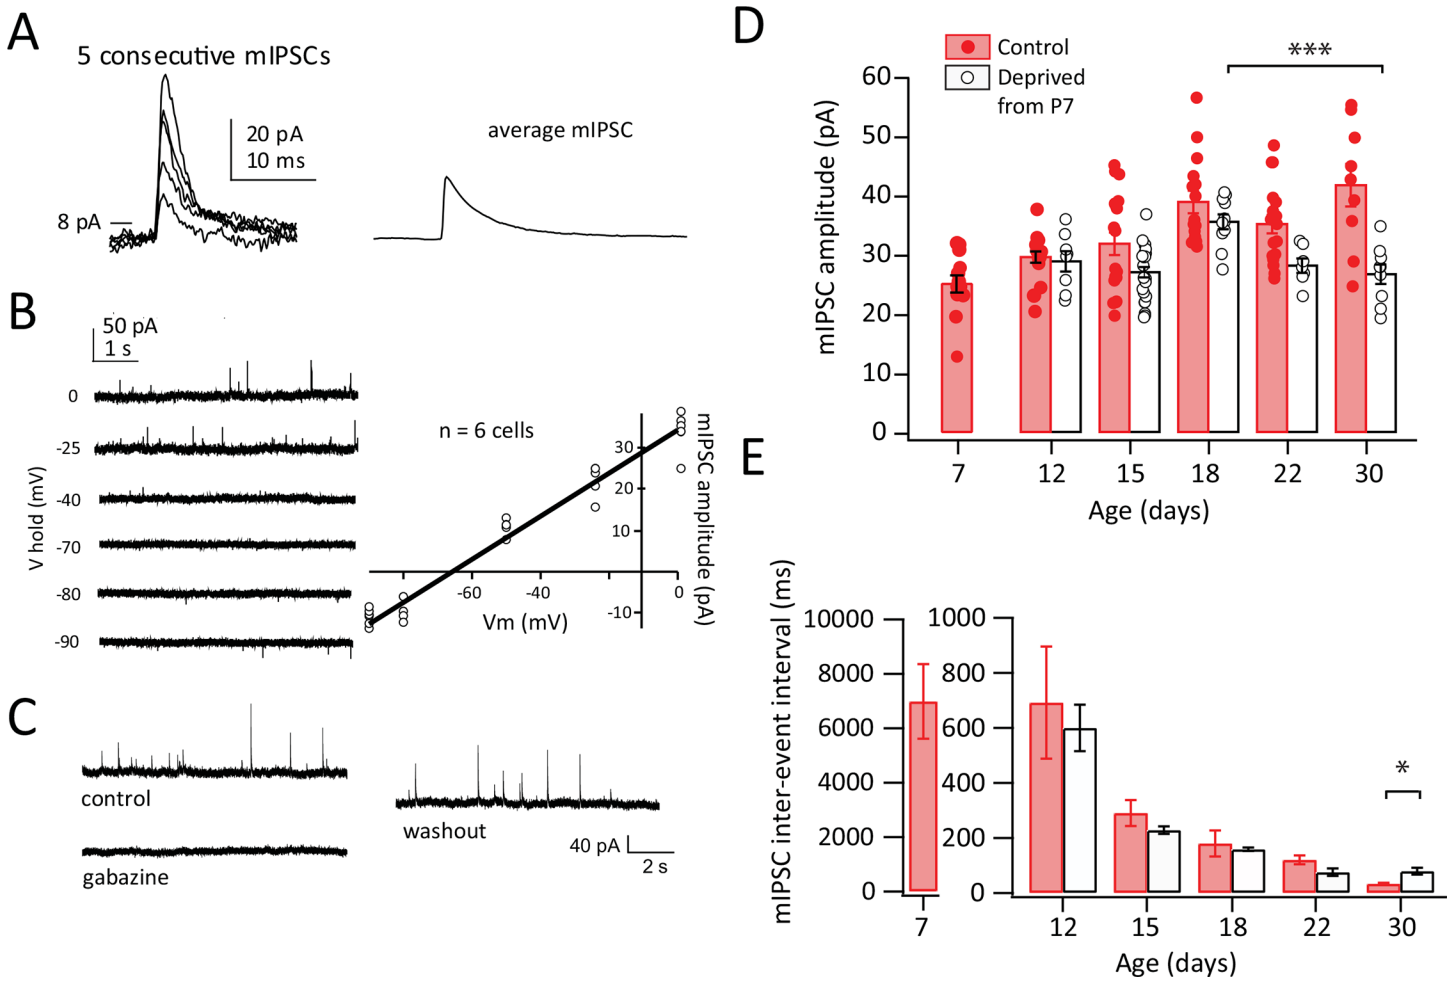 A
5 consecutive mIPSCs
20 pA
10 ms
8 pA
average mIPSC
B
50 pA
1 s
V hold (mV)
0
-25
-40
-70
-80
-90
n = 6 cells
mIPSC amplitude (pA)
30
20
10
-10
-60
-40
0
Vm (mV)
C
control
gabazine
washout
40 pA
2 s
D
Control
Deprived
from P7
***
mIPSC amplitude (pA)
60
50
40
30
20
10
0
7
12
15
18
22
30
Age (days)
E
mIPSC inter-event interval (ms)
10000
8000
6000
4000
2000
0
7
1000
800
600
400
200
0
*
12
15
18
22
30
Age (days)